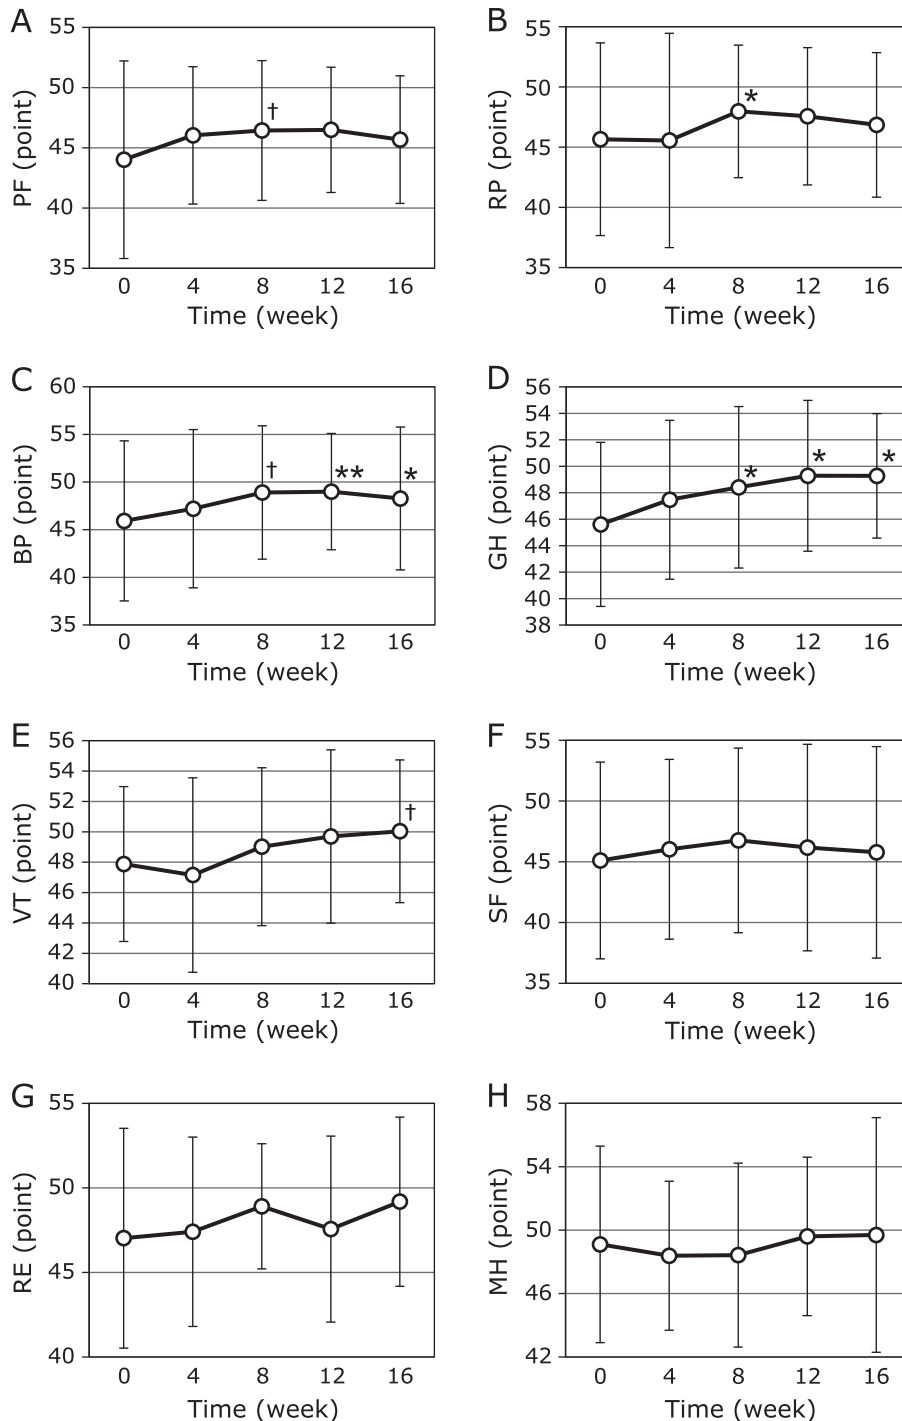 A
PF (point)
55
50
45
40
35
†
0 4 8 12 16
Time (week)
B
RP (point)
55
50
45
40
35
*
0 4 8 12 16
Time (week)
C
BP (point)
60
55
50
45
40
35
† ** *
0 4 8 12 16
Time (week)
D
GH (point)
56
54
52
50
48
46
44
42
40
38
* * *
0 4 8 12 16
Time (week)
E
VT (point)
56
54
52
50
48
46
44
42
40
†
0 4 8 12 16
Time (week)
F
SF (point)
55
50
45
40
35
0 4 8 12 16
Time (week)
G
RE (point)
55
50
45
40
0 4 8 12 16
Time (week)
H
MH (point)
58
54
50
46
42
0 4 8 12 16
Time (week)